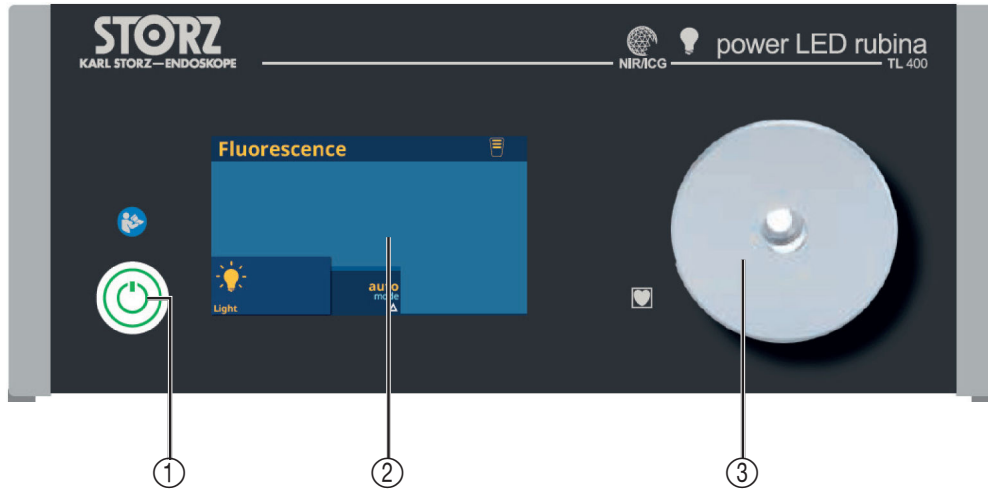 STORZ
KARL STORZ—ENDOSKOPE
NIR/ICG
power LED rubina
TL 400
Fluorescence
auto
mode
Light
1
2
3